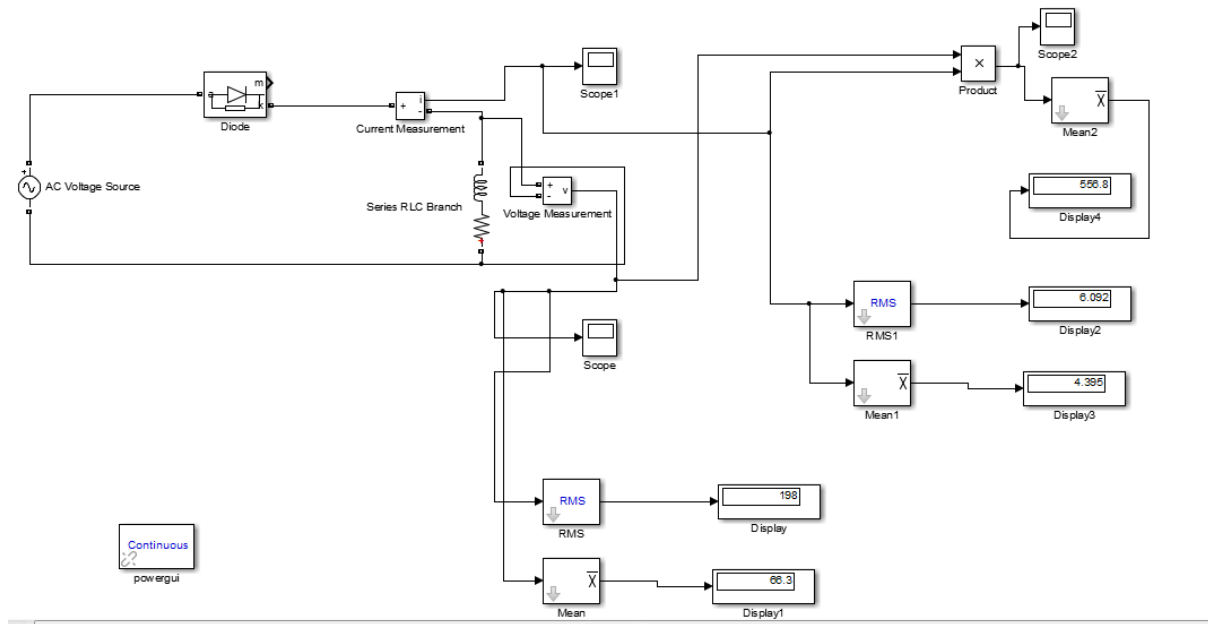 Scope2
Product
Mean2
Scope1
m
a
k
Diode
+
i
-
Current Measurement
AC Voltage Source
+
Series RLC Branch
+
-
v
Voltage Measurement
556.8
Display4
RMS
RMS1
6.092
Display2
Mean1
4.395
Display3
Scope
RMS
RMS
198
Display
Continuous
powergui
Mean
66.3
Display1